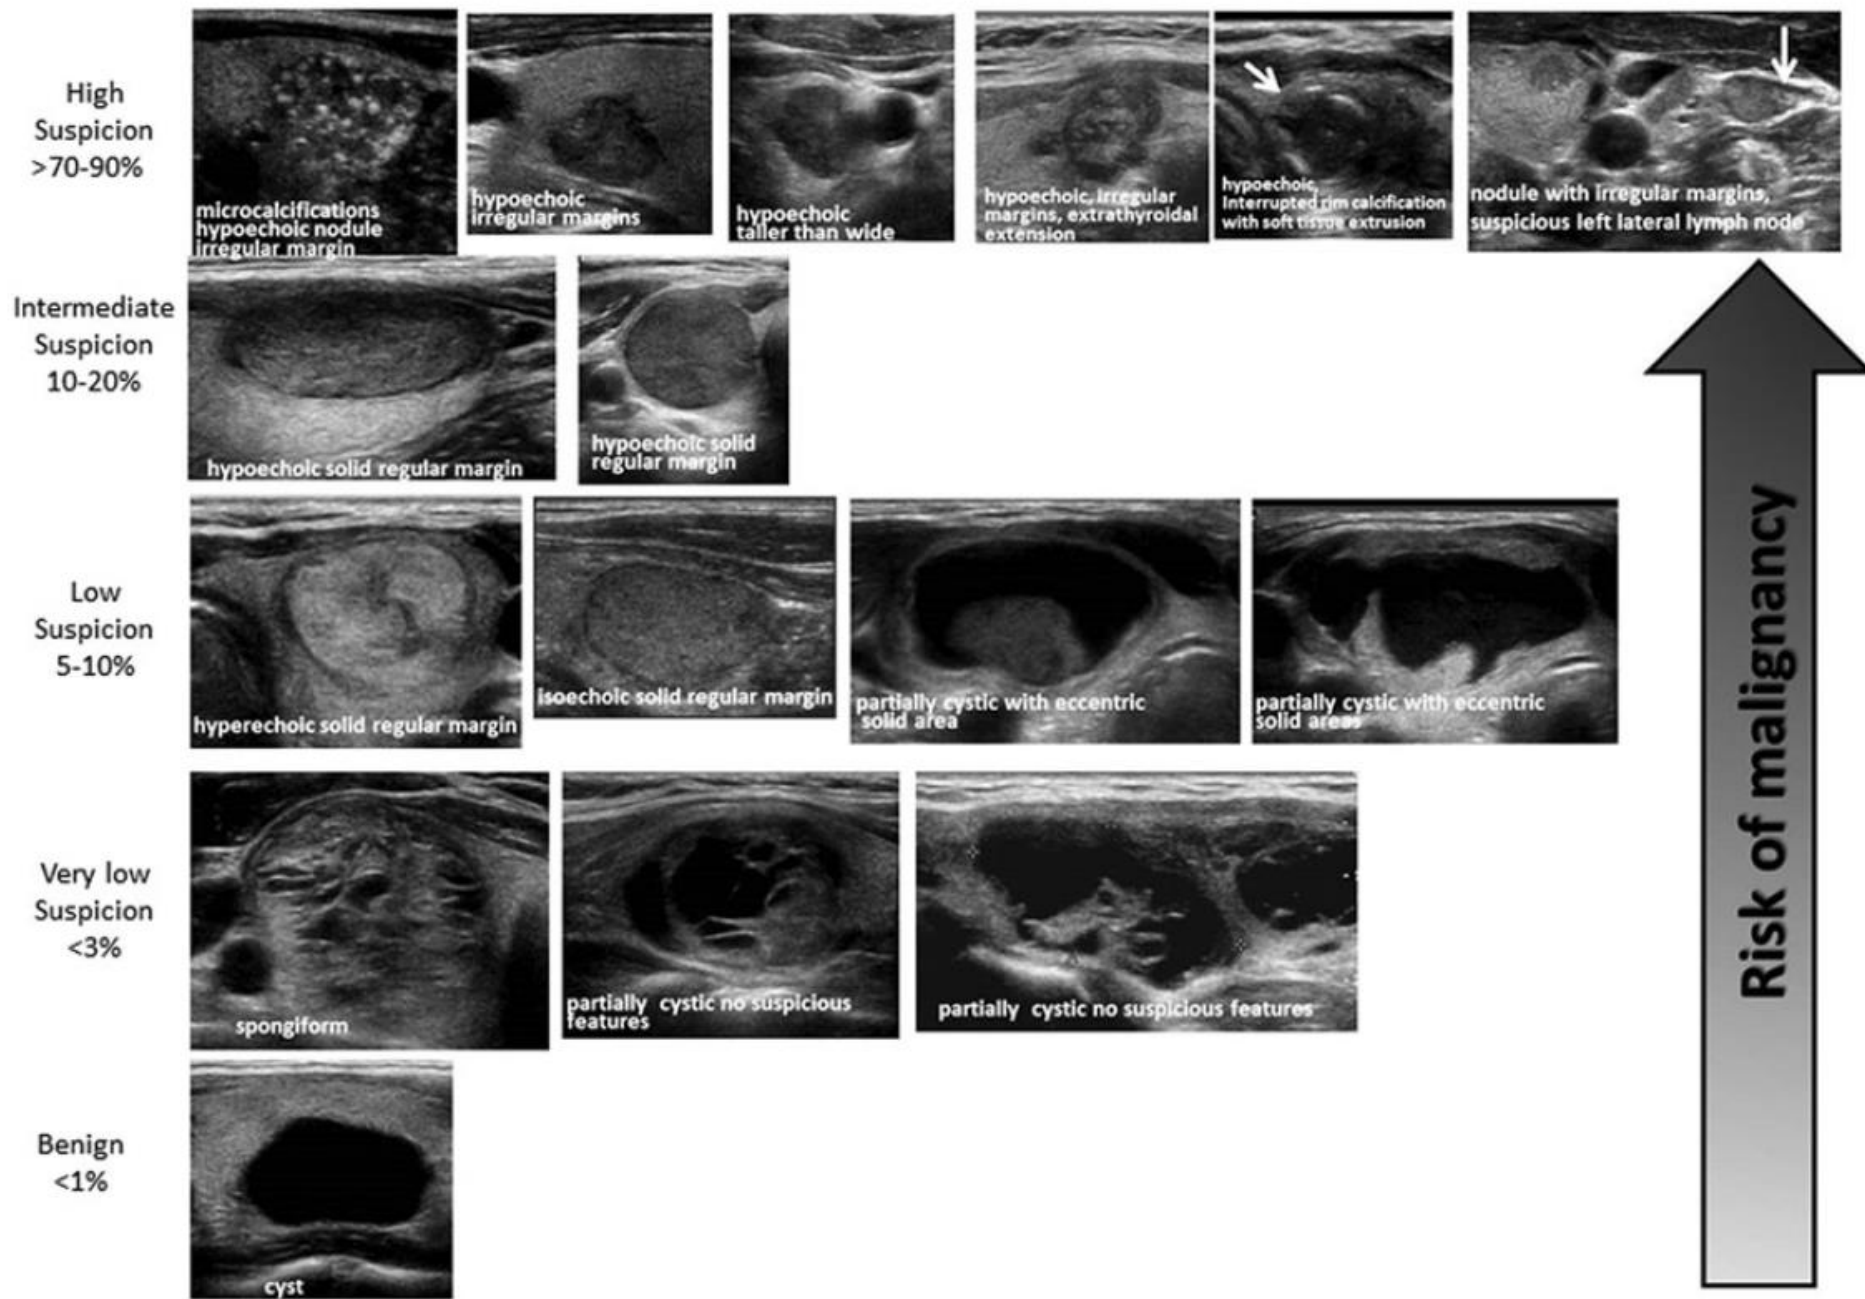 High
Suspicion
>70-90%
microcalcifications
hypoechoic nodule
irregular margin
hypoechoic
irregular margins
hypoechoic
taller than wide
hypoechoic, irregular
margins, extrathyroidal
extension
hypoechoic,
Interrupted rim calcification
with soft tissue extrusion
nodule with irregular margins,
suspicious left lateral lymph node
Intermediate
Suspicion
10-20%
hypoechoic solid regular margin
hypoechoic solid
regular margin
Low
Suspicion
5-10%
hyperechoic solid regular margin
isoechoic solid regular margin
partially cystic with eccentric
solid area
partially cystic with eccentric
solid areas
Very low
Suspicion
<3%
spongiform
partially cystic no suspicious
features
partially cystic no suspicious features
Benign
<1%
cyst
Risk of malignancy